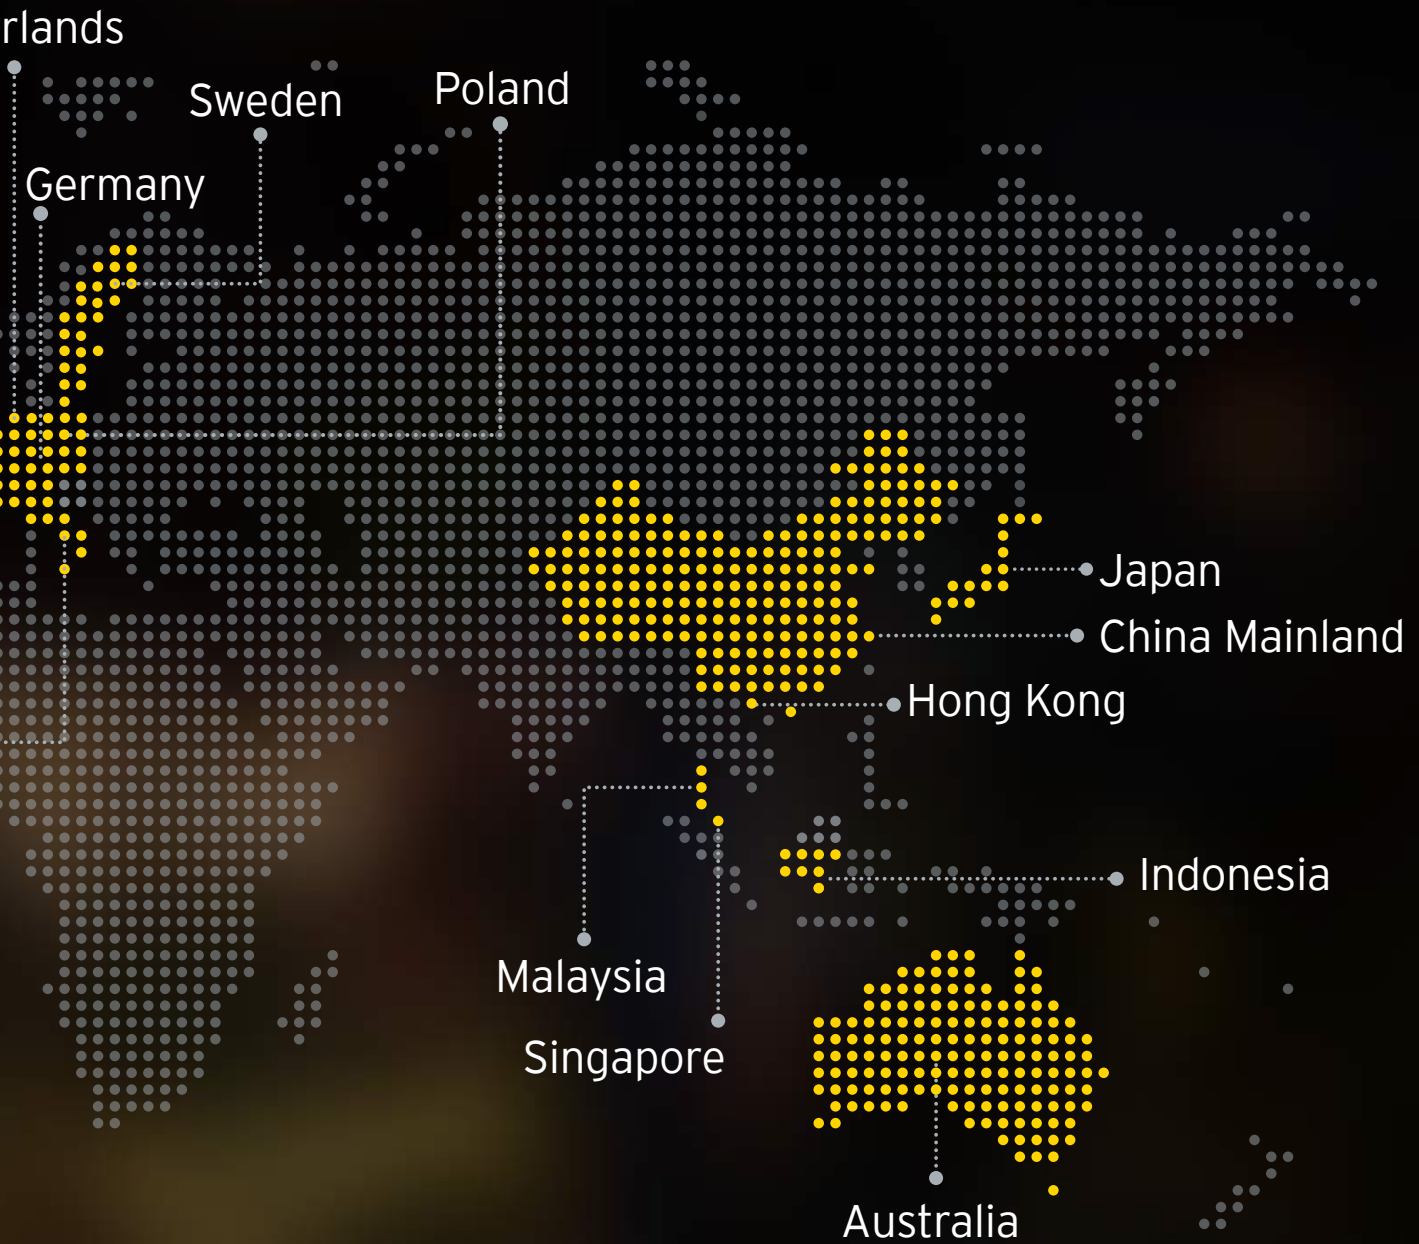 rlands
Sweden
Poland
Germany
Japan
China Mainland
Hong Kong
Indonesia
Malaysia
Singapore
Australia